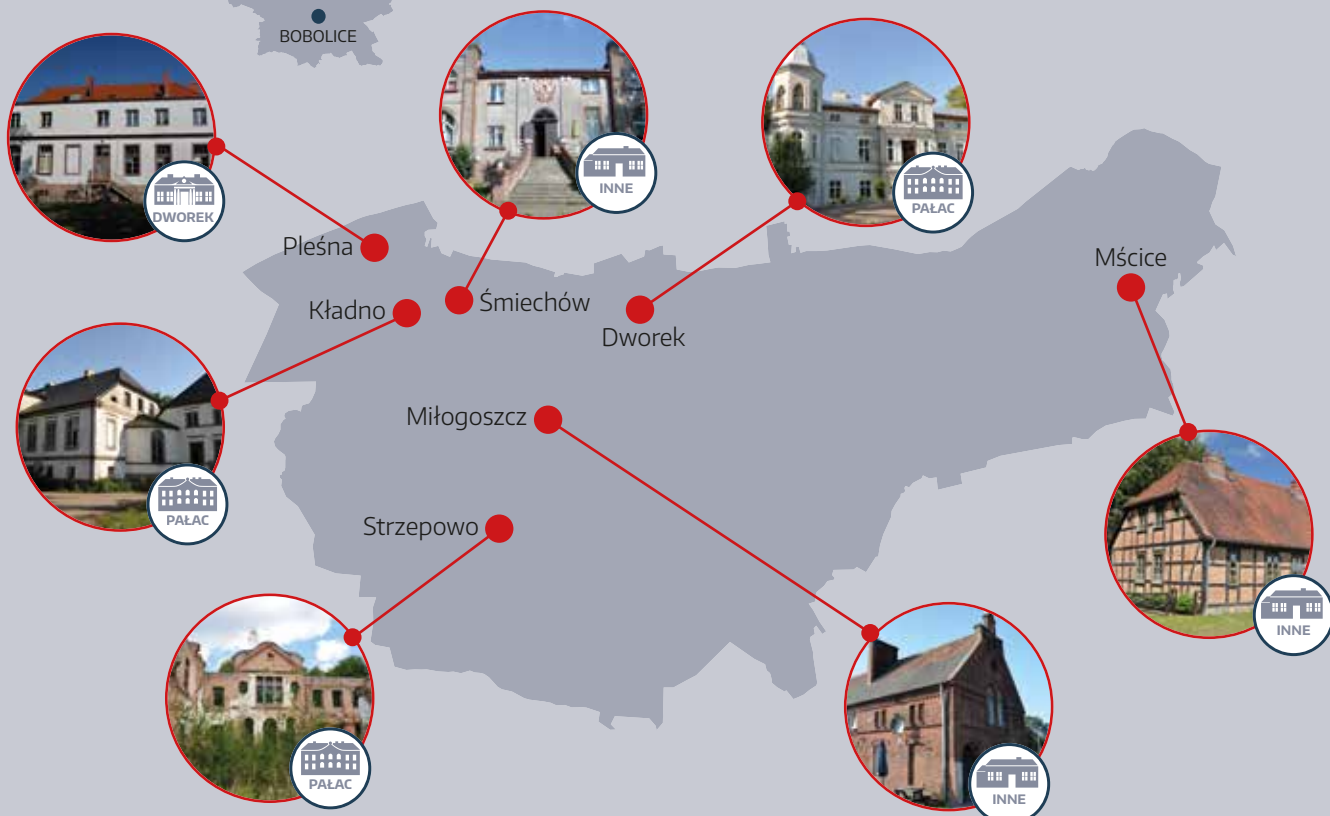 BOBOLICE
DWOREK
INNE
PAŁAC
Pleśna
Mścice
Kładno
Śmiechów
Dworek
Miłogoszcz
PAŁAC
Strzepowo
INNE
PAŁAC
INNE